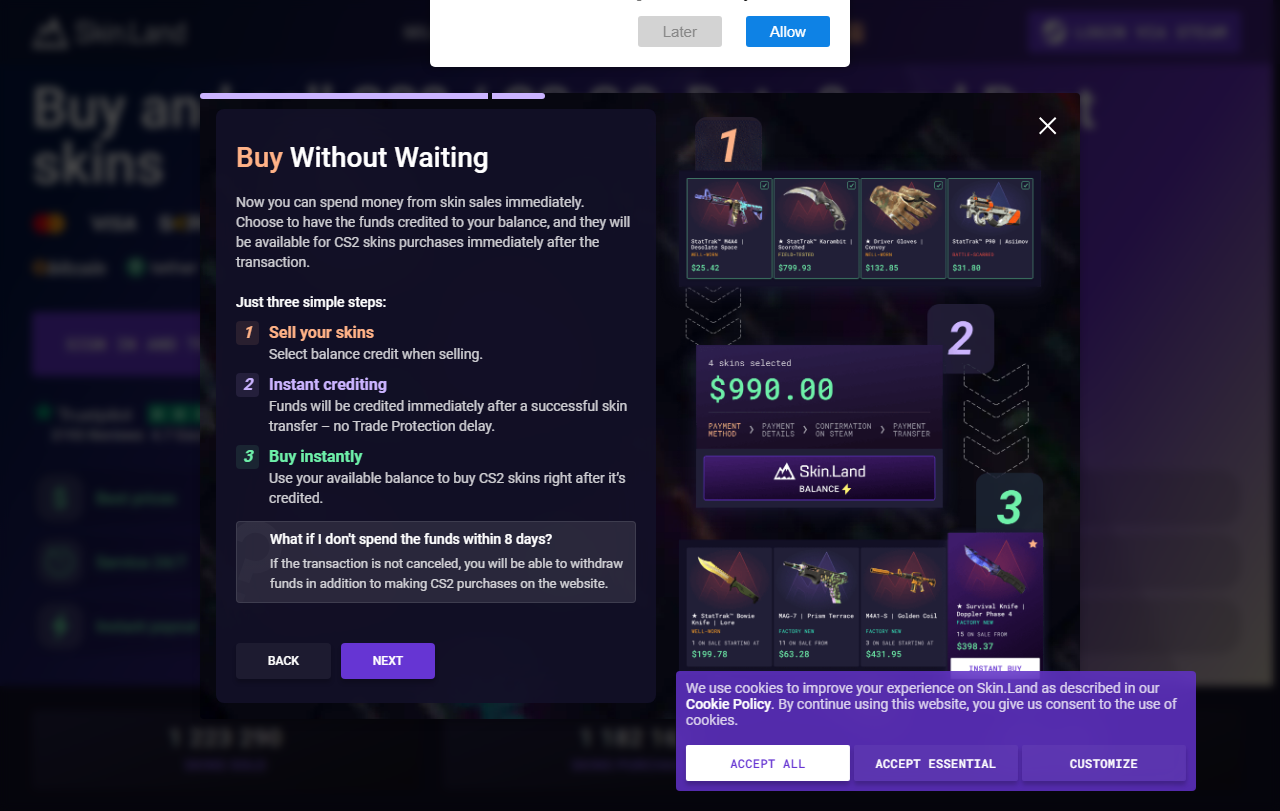 Later
Allow
Skin.Land
LOGIN VIA STEAM
Buy an
skins
VISA
Buy Without Waiting
Now you can spend money from skin sales immediately.
Choose to have the funds credited to your balance, and they will
be available for CS2 skins purchases immediately after the
transaction.
Just three simple steps:
1 Sell your skins
Select balance credit when selling.
2 Instant crediting
Funds will be credited immediately after a successful skin
transfer – no Trade Protection delay.
3 Buy instantly
Use your available balance to buy CS2 skins right after it's
credited.
What if I don't spend the funds within 8 days?
If the transaction is not canceled, you will be able to withdraw
funds in addition to making CS2 purchases on the website.
BACK
NEXT
1
StatTrak™ M4A4 |
Desolate Space
WELL-WORN
$25.42
★ StatTrak™ Karambit |
Scorched
FIELD-TESTED
$799.93
★ Driver Gloves |
Convoy
WELL-WORN
$132.85
StatTrak™ P90 | Asiimov
BATTLE-SCARRED
$31.80
2
4 skins selected
$990.00
PAYMENT
METHOD
PAYMENT
DETAILS
CONFIRMATION
ON STEAM
PAYMENT
TRANSFER
Skin.Land
BALANCE
3
★ StatTrak™ Bowie
Knife | Lore
WELL-WORN
1 ON SALE STARTING AT
$199.78
MAG-7 | Prism Terrace
FACTORY NEW
11 ON SALE FROM
$63.28
M4A1-S | Golden Coil
FACTORY NEW
3 ON SALE STARTING AT
$431.95
★ Survival Knife |
Doppler Phase 4
FACTORY NEW
15 ON SALE FROM
$398.37
INSTANT BUY
We use cookies to improve your experience on Skin.Land as described in our
Cookie Policy. By continue using this website, you give us consent to the use of
cookies.
ACCEPT ALL
ACCEPT ESSENTIAL
CUSTOMIZE
1 223 290